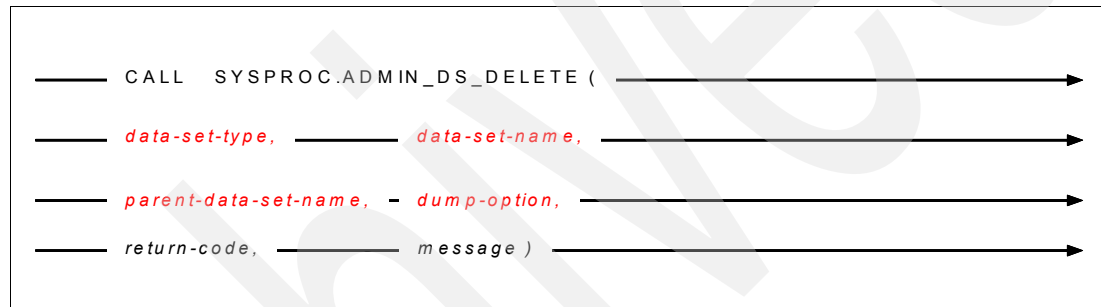 CALL SYSPROC.ADMIN_DS_DELETE (
data-set-type, data-set-name,
parent-data-set-name, dump-option,
return-code, message )